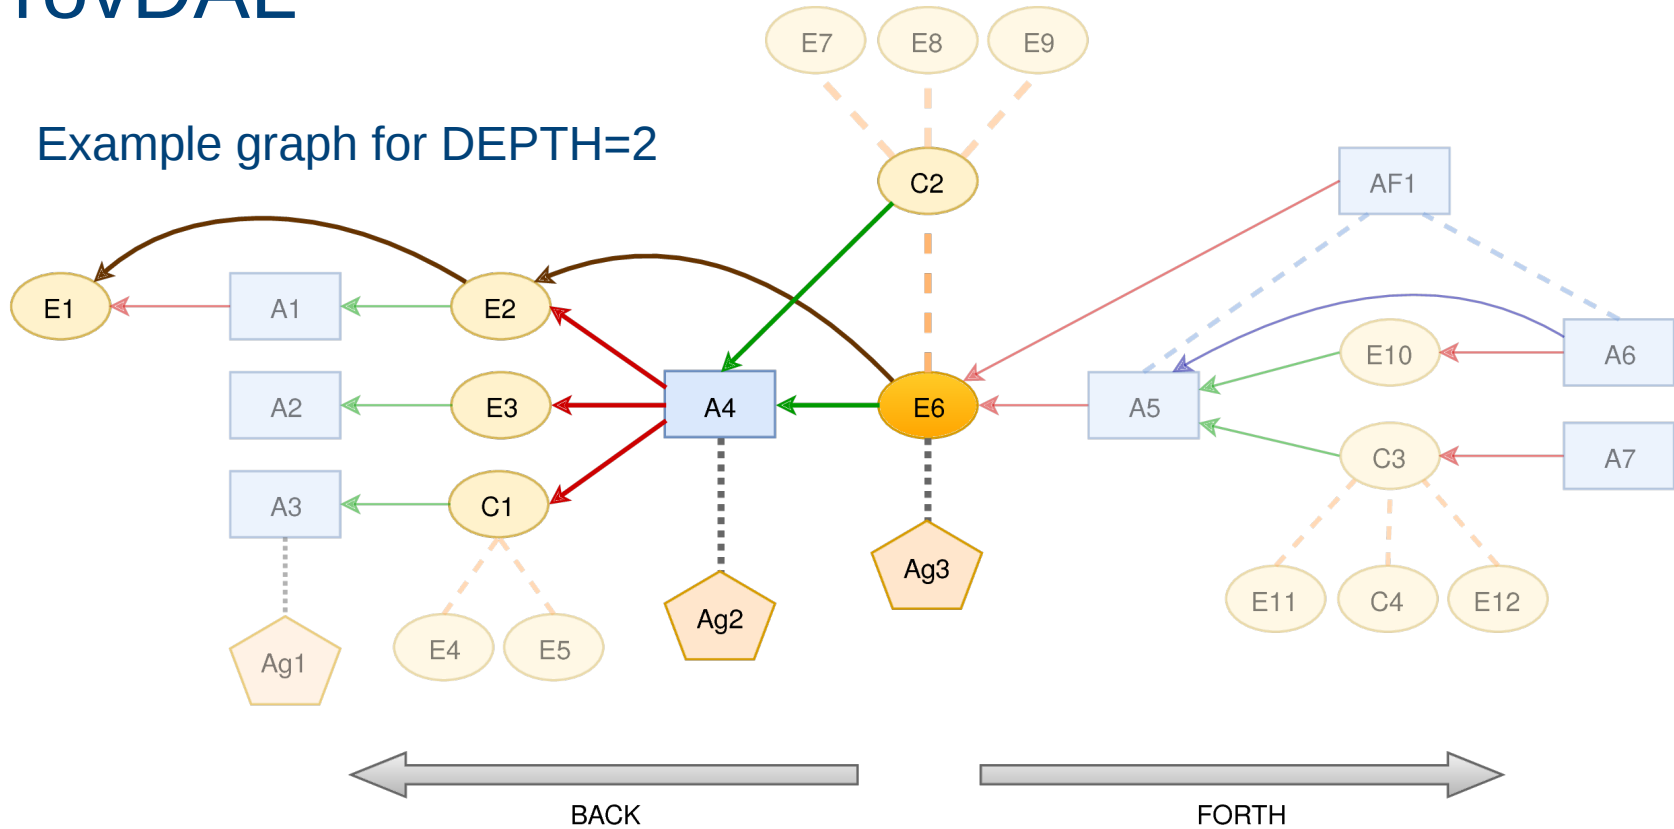 Example graph for DEPTH=2
E7 E8 E9
C2
AF1
E1 A1 E2
E10 A6
A2 E3 A4 E6 A5
C3 A7
A3 C1
Ag3
E11 C4 E12
Ag2
Ag1 E4 E5
BACK FORTH